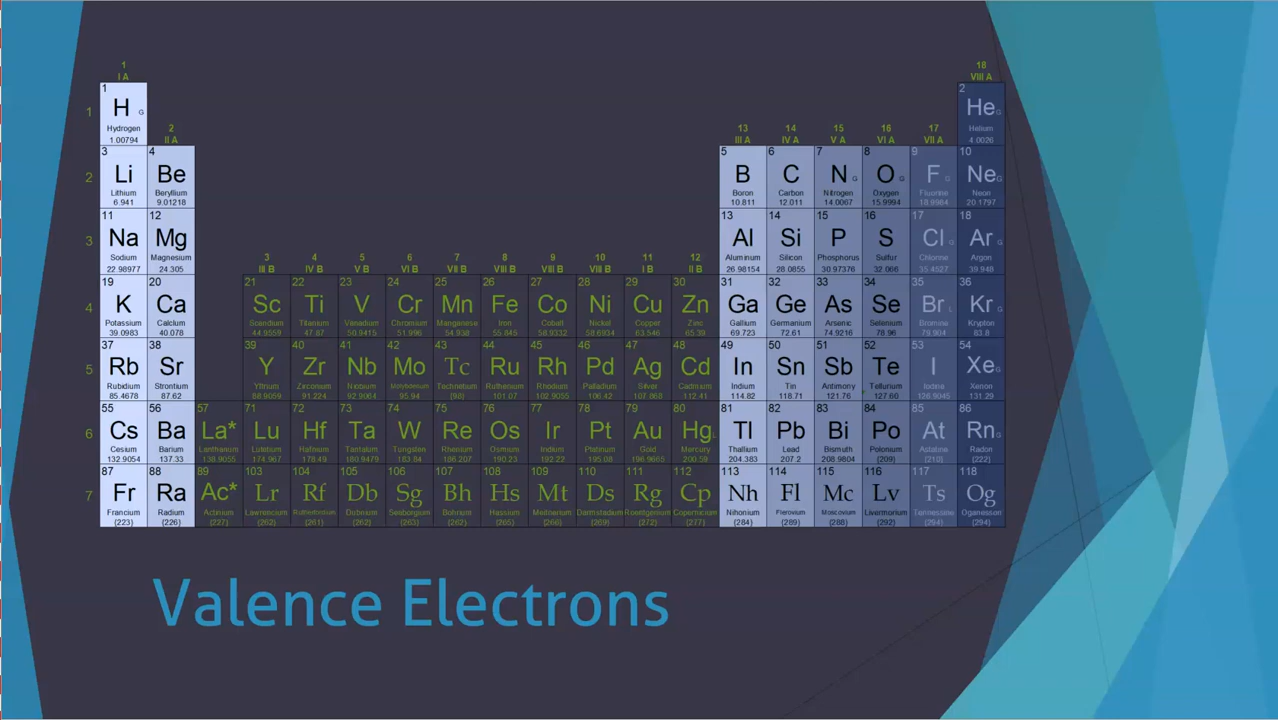 1 18
I A VIII A
1 2
1 H G He G
Hydrogen 2 13 14 15 16 17 Helium
1.00794 II A III A IV A V A VI A VII A 4.0026
3 4 5 6 7 8 9 10
2 Li Be B C N G O G F G Ne G
Lithium Beryllium Boron Carbon Nitrogen Oxygen Fluorine Neon
6.941 9.01218 10.811 12.011 14.0067 15.9994 18.9984 20.1797
11 12 13 14 15 16 17 18
3 Na Mg Al Si P S Cl G Ar G
Sodium Magnesium 3 4 5 6 7 8 9 10 11 12 Aluminum Silicon Phosphorus Sulfur Chlorine Argon
22.98977 24.305 III B IV B V B VI B VII B VIII B VIII B VIII B I B II B 26.98154 28.0855 30.97376 32.066 35.4527 39.948
19 20 21 22 23 24 25 26 27 28 29 30 31 32 33 34 35 36
4 K Ca Sc Ti V Cr Mn Fe Co Ni Cu Zn Ga Ge As Se Br L Kr G
Potassium Calcium Scandium Titanium Vanadium Chromium Manganese Iron Cobalt Nickel Copper Zinc Gallium Germanium Arsenic Selenium Bromine Krypton
39.0983 40.078 44.9559 47.87 50.9415 51.996 54.938 55.845 58.9332 58.6934 63.546 65.39 69.723 72.61 74.9216 78.96 79.904 83.8
37 38 39 40 41 42 43 44 45 46 47 48 49 50 51 52 53 54
5 Rb Sr Y Zr Nb Mo Tc Ru Rh Pd Ag Cd In Sn Sb Te I Xe G
Rubidium Strontium Yttrium Zirconium Niobium Molybdenum Technetium Ruthenium Rhodium Palladium Silver Cadmium Indium Tin Antimony Tellurium Iodine Xenon
85.4678 87.62 88.9059 91.224 92.9064 95.94 (98) 101.07 102.9055 106.42 107.868 112.41 114.82 118.71 121.76 127.60 126.9045 131.29
55 56 57 71 72 73 74 75 76 77 78 79 80 81 82 83 84 85 86
6 Cs Ba La* Lu Hf Ta W Re Os Ir Pt Au Hg L Tl Pb Bi Po At Rn G
Cesium Barium Lanthanum Lutetium Hafnium Tantalum Tungsten Rhenium Osmium Iridium Platinum Gold Mercury Thallium Lead Bismuth Polonium Astatine Radon
132.9054 137.33 138.9055 174.967 178.49 180.9479 183.84 186.207 190.23 192.22 195.08 196.9665 200.59 204.383 207.2 208.9804 (209) (210) (222)
87 88 89 103 104 105 106 107 108 109 110 111 112 113 114 115 116 117 118
7 Fr Ra Ac* Lr Rf Db Sg Bh Hs Mt Ds Rg Cp Nh Fl Mc Lv Ts Og
Francium Radium Actinium Lawrencium Rutherfordium Dubnium Seaborgium Bohrium Hassium Meitnerium Darmstadium Roentgenium Copernicium Nihonium Flerovium Moscovium Livermorium Tennessine Oganesson
(223) (226) (227) (262) (261) (262) (263) (262) (265) (266) (269) (272) (277) (284) (289) (288) (292) (294) (294)
Valence Electrons